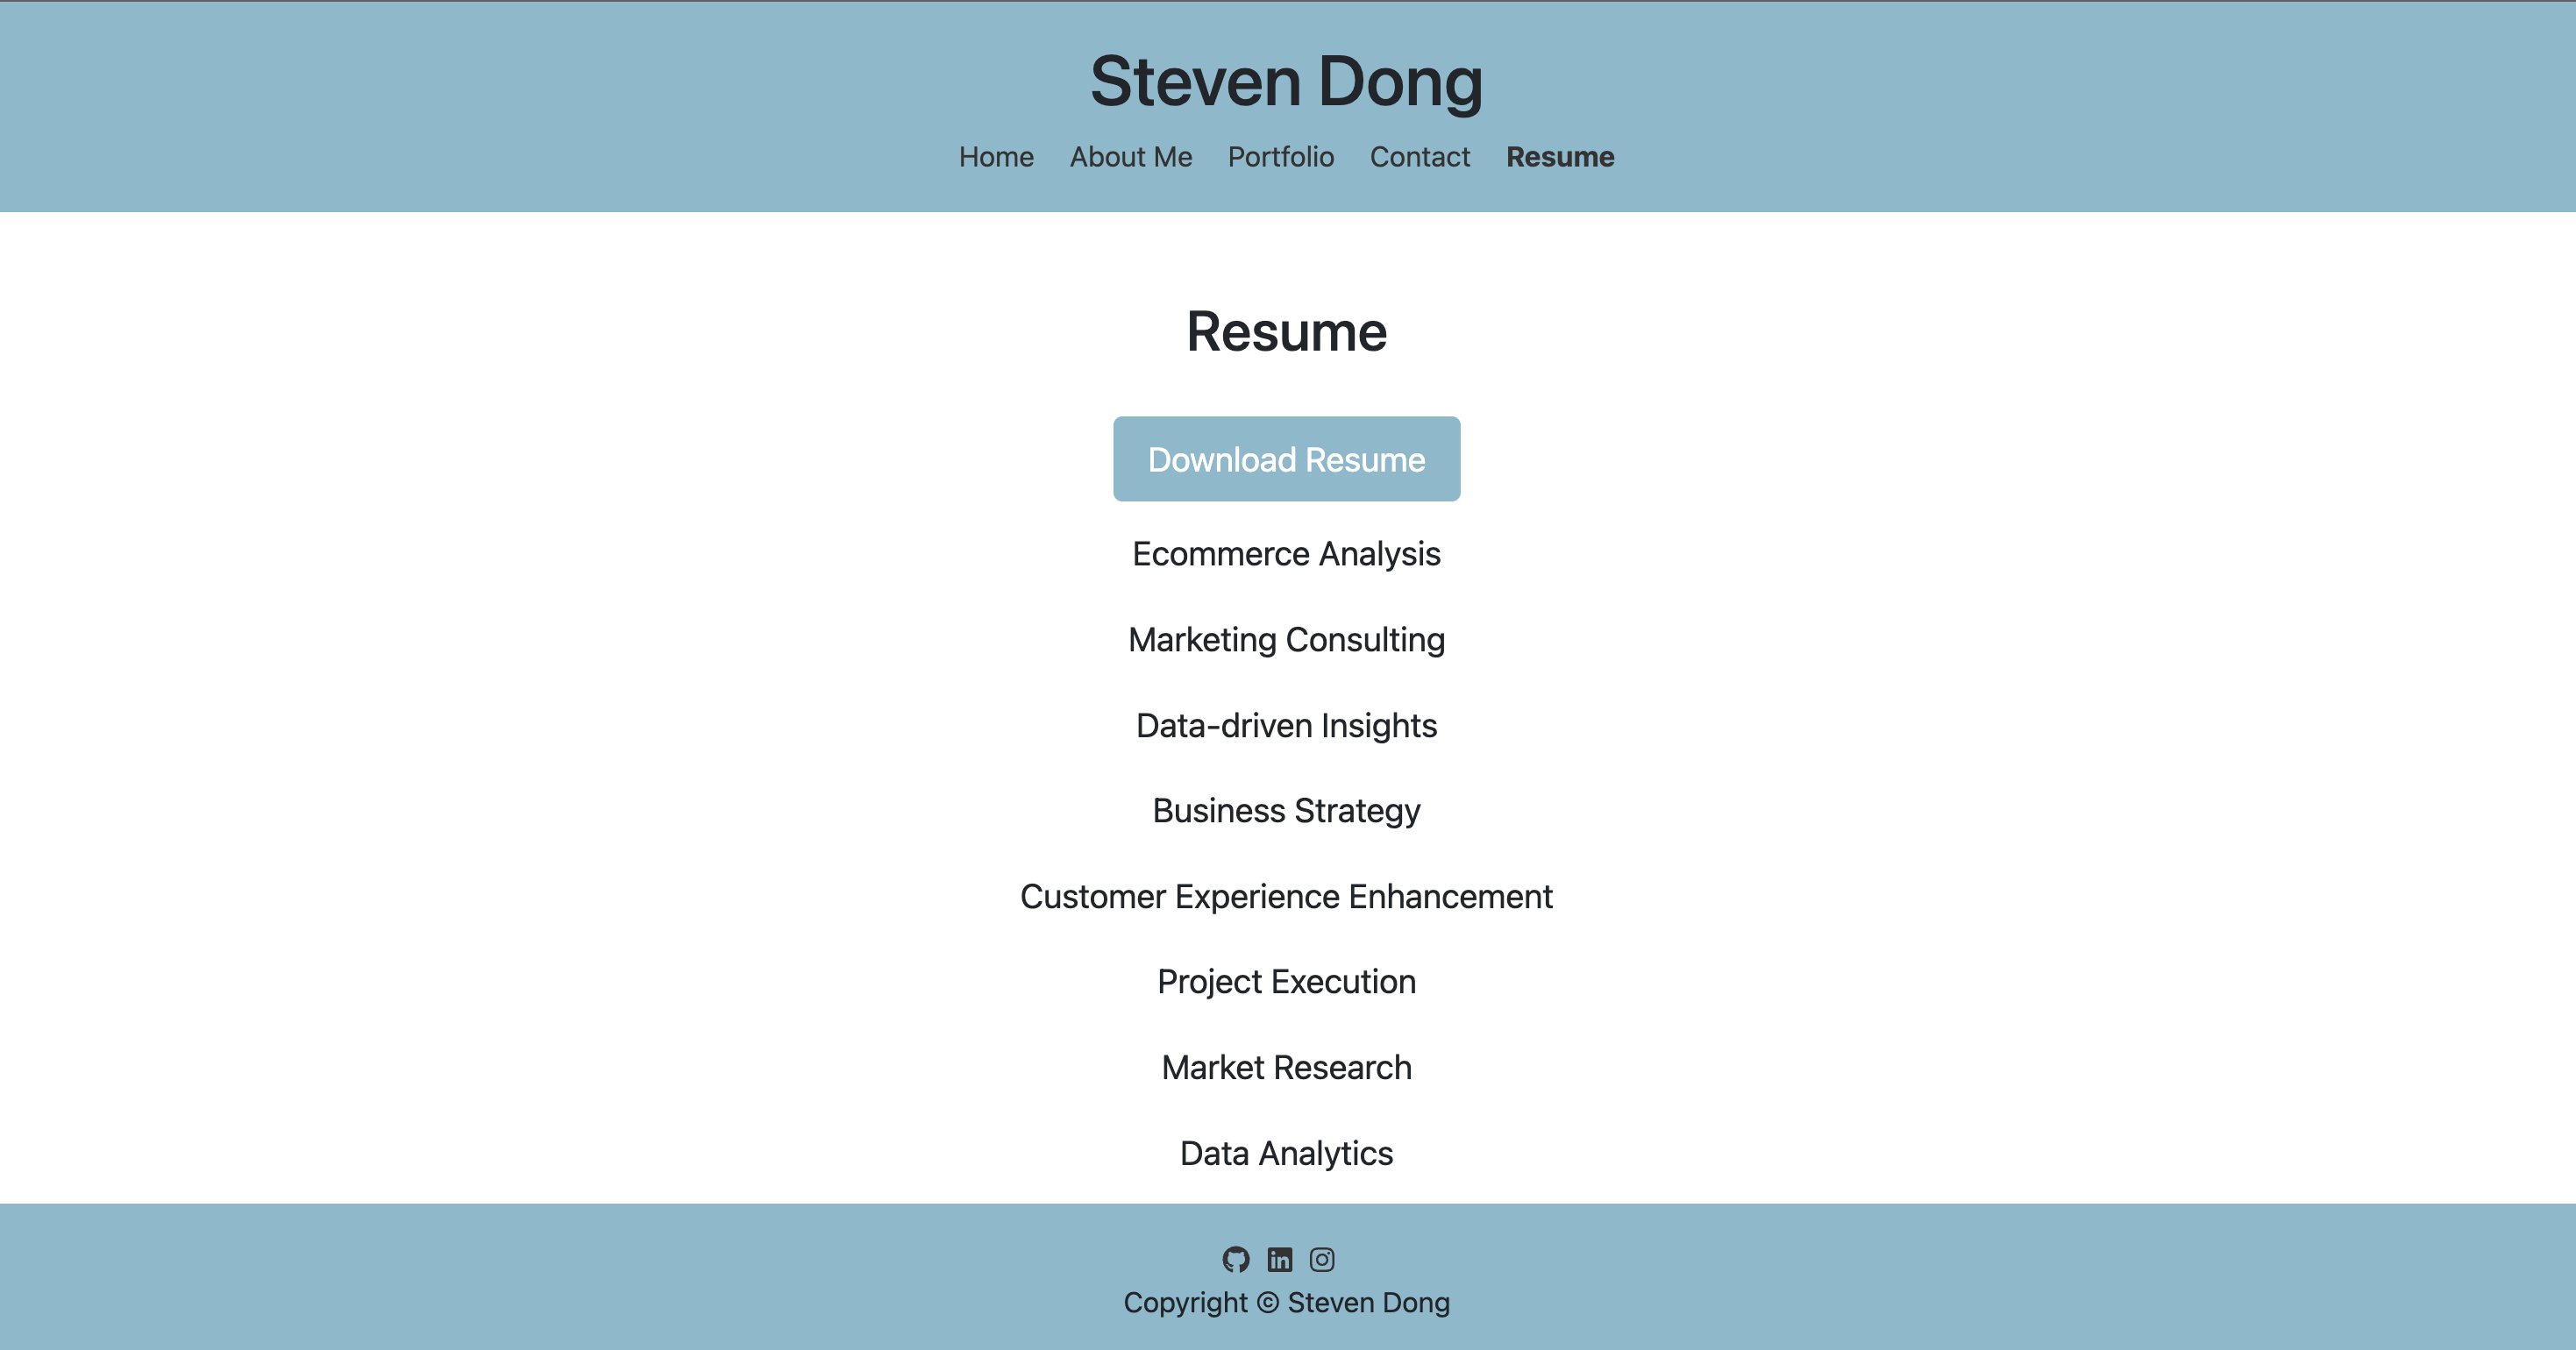 Steven Dong
Home About Me Portfolio Contact Resume
Resume
Download Resume
Ecommerce Analysis
Marketing Consulting
Data-driven Insights
Business Strategy
Customer Experience Enhancement
Project Execution
Market Research
Data Analytics
in
Copyright © Steven Dong